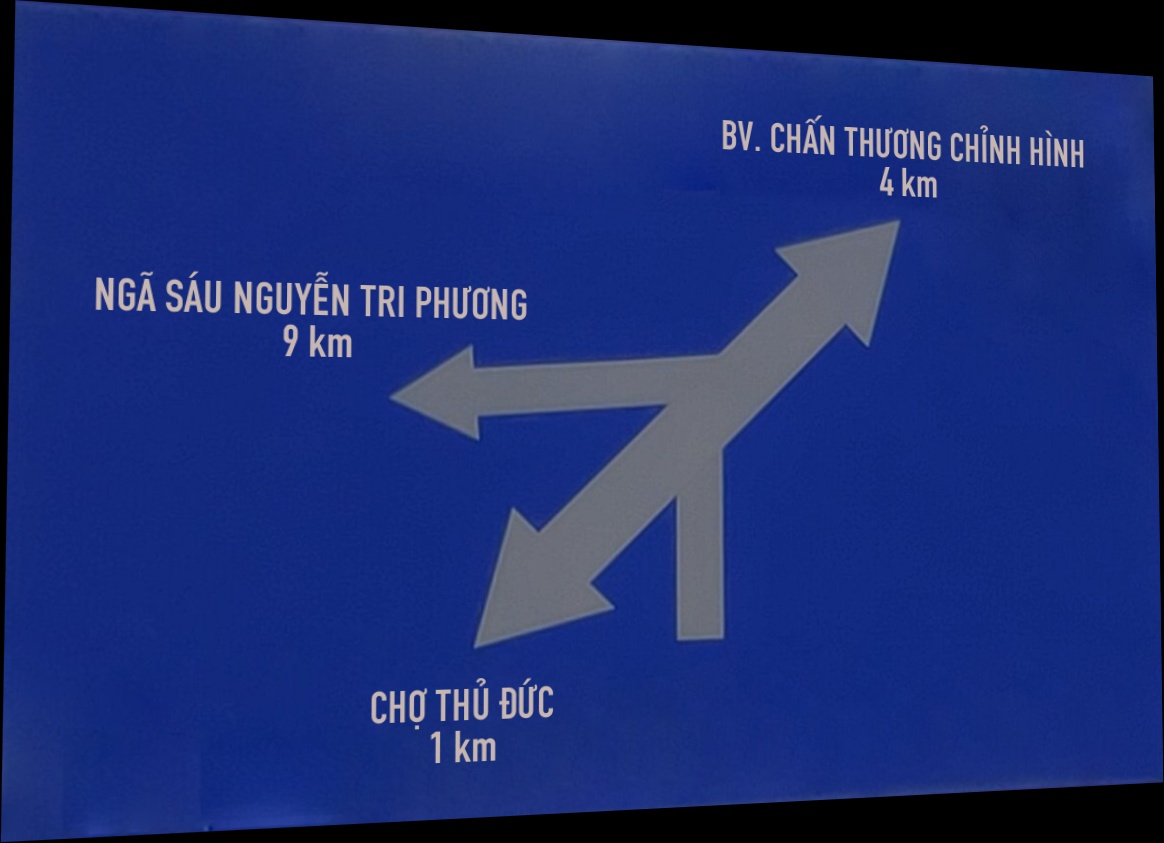 BV. CHẤN THƯƠNG CHỈNH HÌNH
4 km
NGÃ SÁU NGUYỄN TRI PHƯƠNG
9 km
CHỢ THỦ ĐỨC
1 km